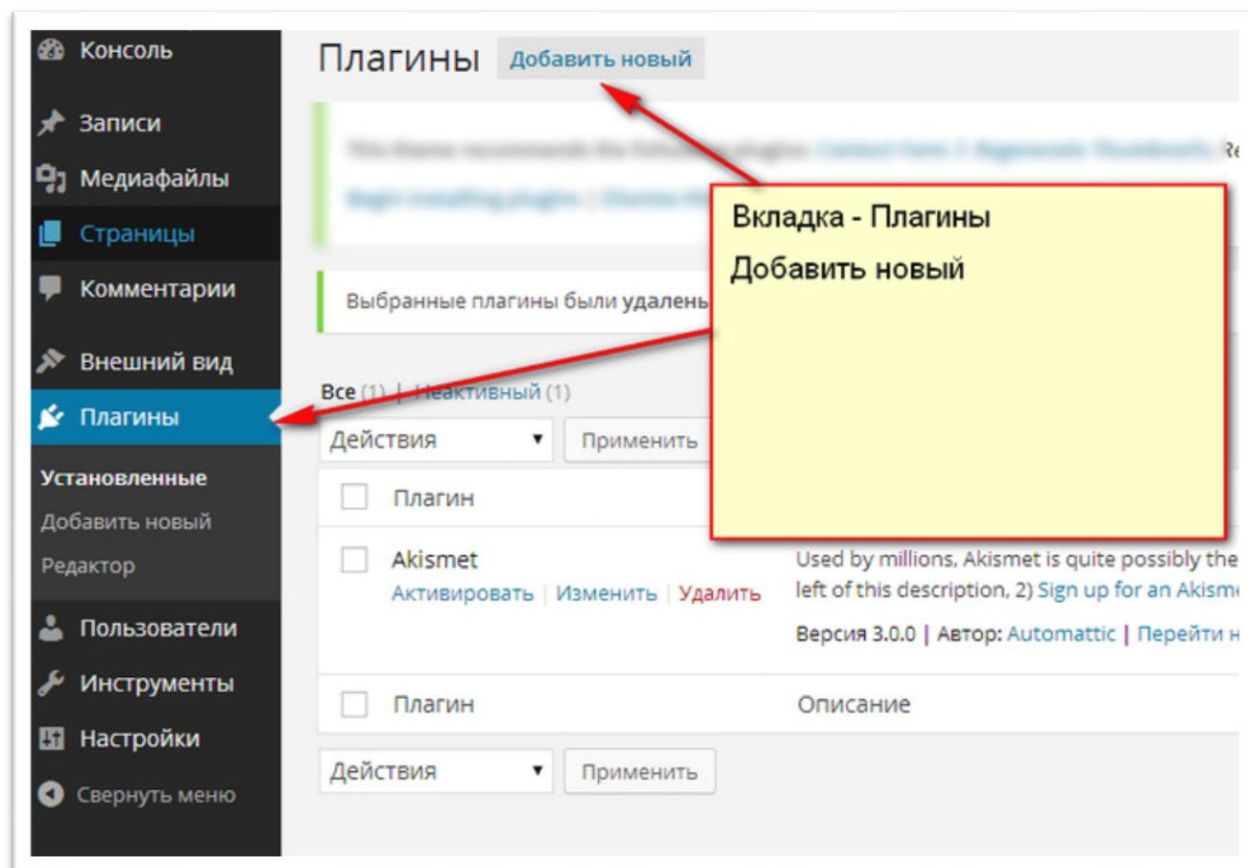 Консоль
Записи
Медиафайлы
Страницы
Комментарии
Внешний вид
Плагины
Установленные
Добавить новый
Редактор
Пользователи
Инструменты
Настройки
Свернуть меню
Плагины Добавить новый
Вкладка - Плагины
Добавить новый
Выбранные плагины были удалены
Все (1) | Неактивный (1)
Действия Применить
Плагин
Akismet
Активировать | Изменить | Удалить
Used by millions, Akismet is quite possibly the
left of this description, 2) Sign up for an Akisme
Версия 3.0.0 | Автор: Automattic | Перейти н
Плагин Описание
Действия Применить